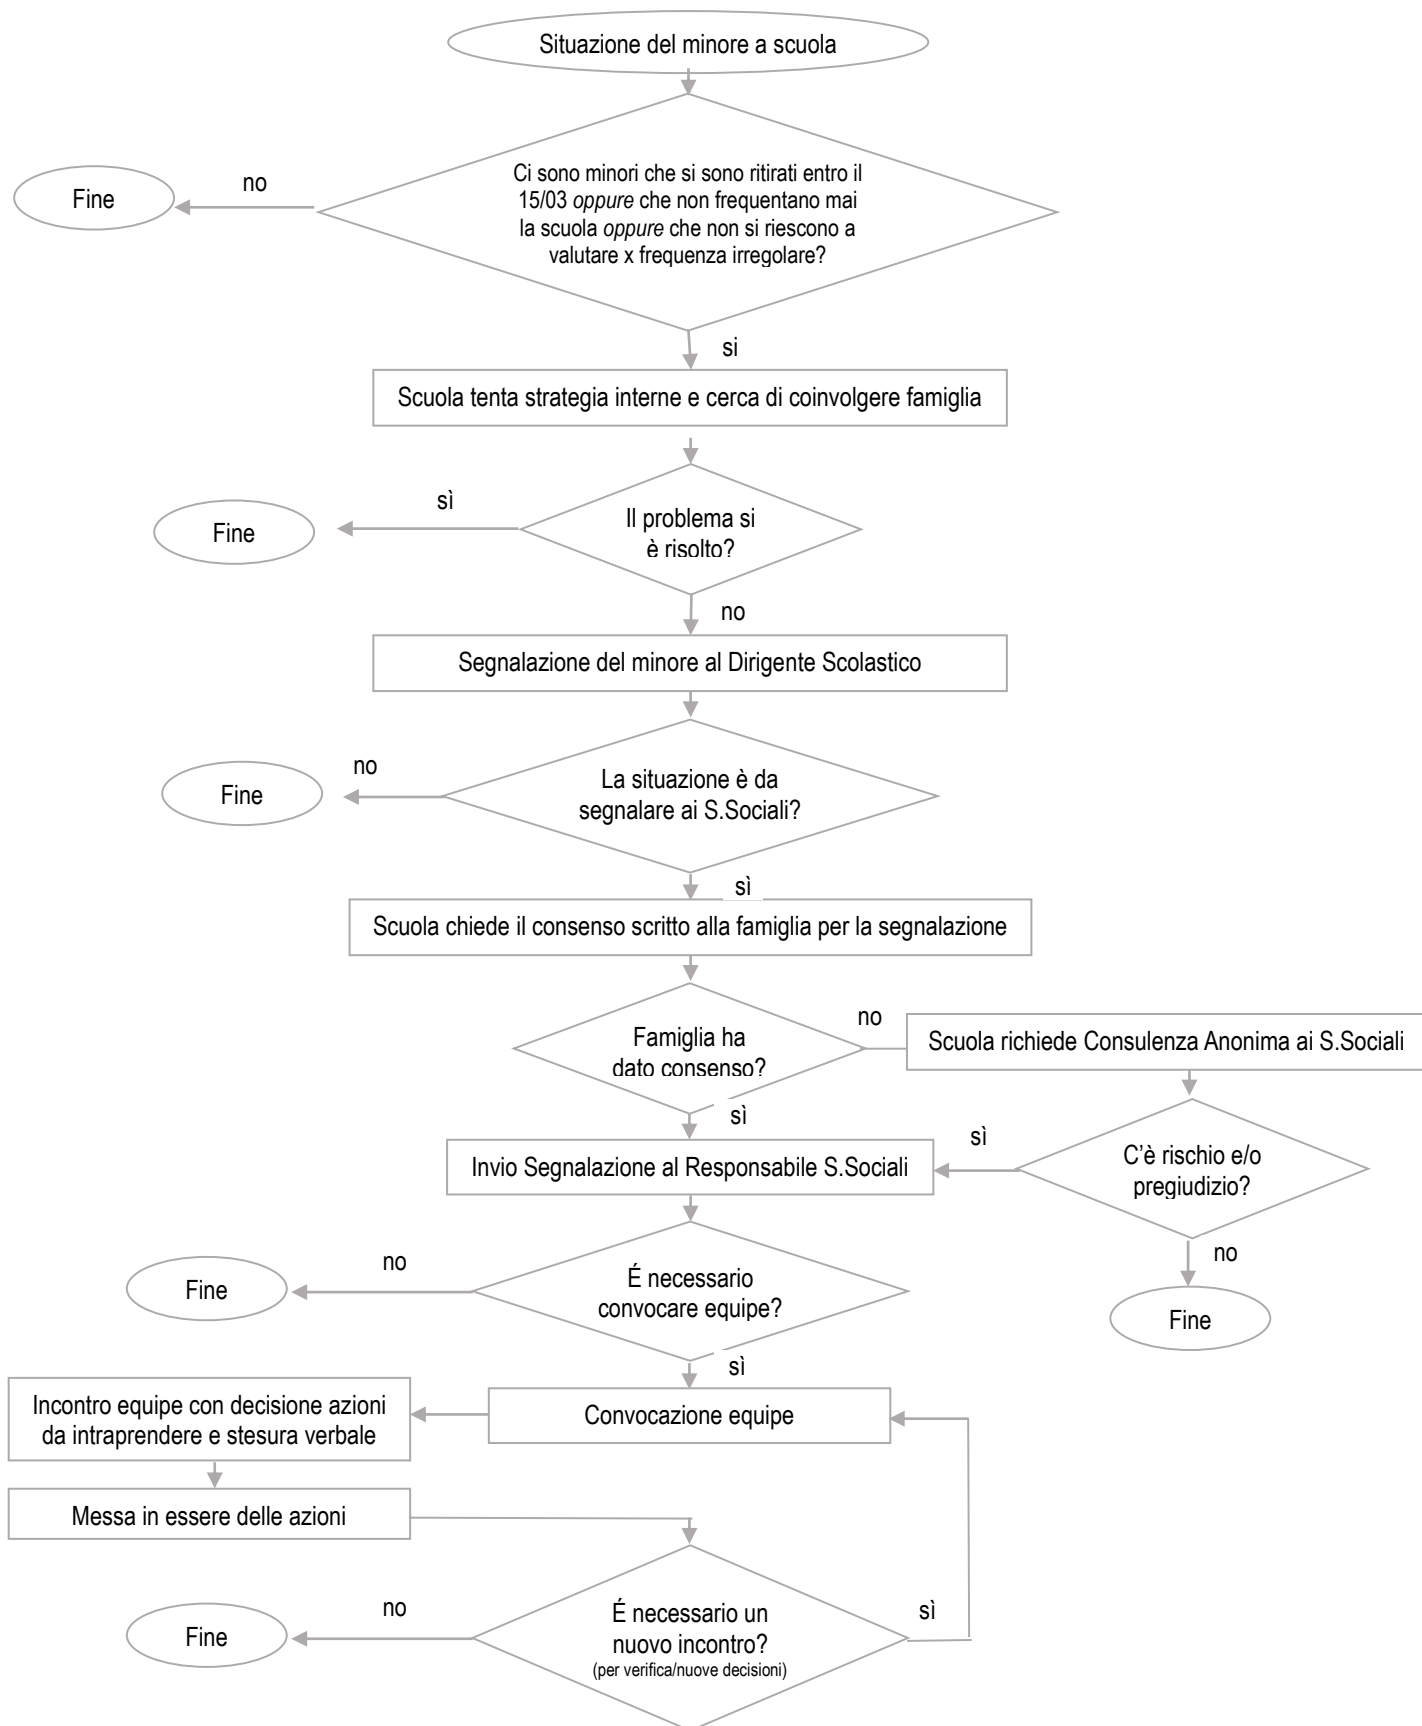 Situazione del minore a scuola
Ci sono minori che si sono ritirati entro il
15/03 oppure che non frequentano mai
la scuola oppure che non si riescono a
valutare x frequenza irregolare?
no
Fine
si
Scuola tenta strategia interne e cerca di coinvolgere famiglia
Il problema si
è risolto?
sì
Fine
no
Segnalazione del minore al Dirigente Scolastico
La situazione è da
segnalare ai S.Sociali?
no
Fine
sì
Scuola chiede il consenso scritto alla famiglia per la segnalazione
Famiglia ha
dato consenso?
no
Scuola richiede Consulenza Anonima ai S.Sociali
sì
Invio Segnalazione al Responsabile S.Sociali
sì
C'è rischio e/o
pregiudizio?
no
Fine
É necessario
convocare equipe?
no
Fine
sì
Convocazione equipe
Incontro equipe con decisione azioni
da intraprendere e stesura verbale
Messa in essere delle azioni
É necessario un
nuovo incontro?
(per verifica/nuove decisioni)
no
Fine
sì